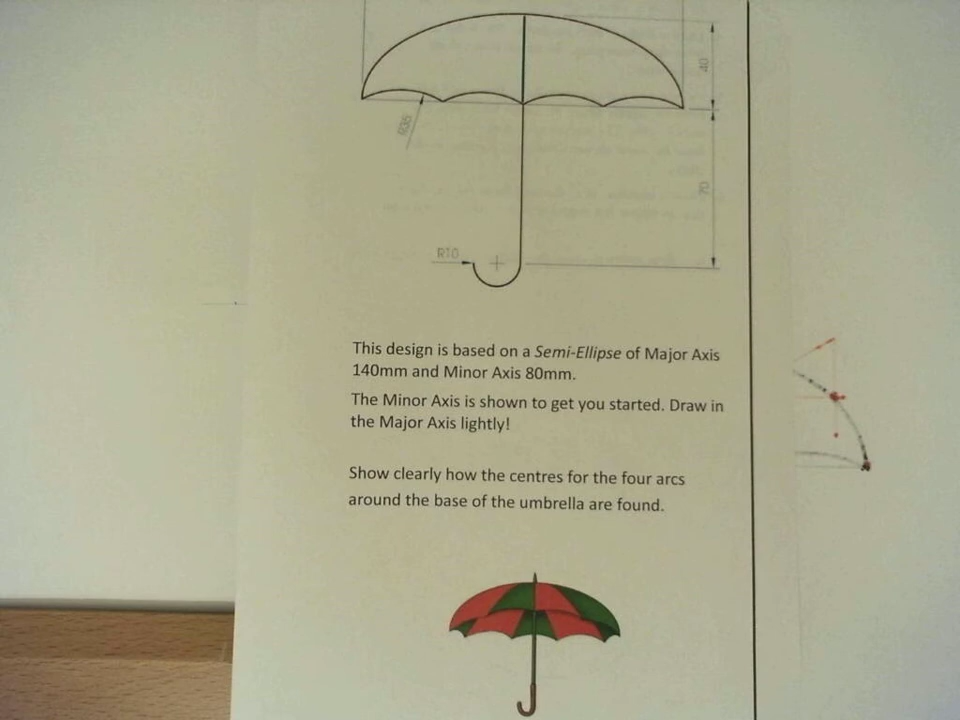 40
R36
70
R10
This design is based on a Semi-Ellipse of Major Axis
140mm and Minor Axis 80mm.
The Minor Axis is shown to get you started. Draw in
the Major Axis lightly!
Show clearly how the centres for the four arcs
around the base of the umbrella are found.